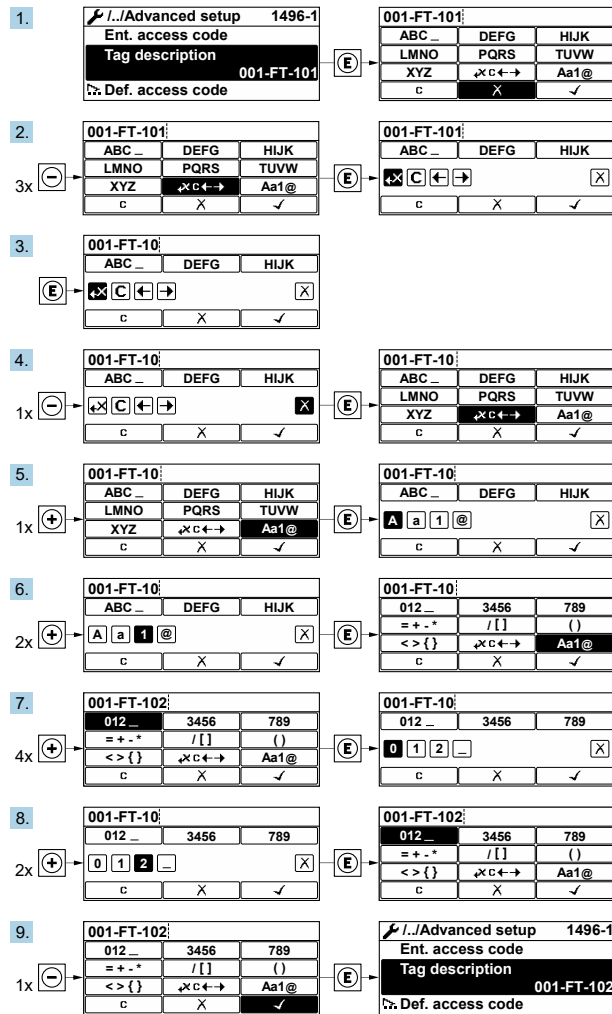 1.
/../Advanced setup 1496-1
Ent. access code
Tag description
001-FT-101
Def. access code
E
001-FT-101
ABC _ DEFG HIJK
LMNO PQRS TUVW
XYZ C ← → Aa1@
C X ✓
2.
3x −
001-FT-101
ABC _ DEFG HIJK
LMNO PQRS TUVW
XYZ C ← → Aa1@
C X ✓
E
001-FT-101
ABC _ DEFG HIJK
C ← → X
C X ✓
3.
E
001-FT-10
ABC _ DEFG HIJK
C ← → X
C X ✓
4.
1x −
001-FT-10
ABC _ DEFG HIJK
C ← → X
C X ✓
E
001-FT-10
ABC _ DEFG HIJK
LMNO PQRS TUVW
XYZ C ← → Aa1@
C X ✓
5.
1x +
001-FT-10
ABC _ DEFG HIJK
LMNO PQRS TUVW
XYZ C ← → Aa1@
C X ✓
E
001-FT-10
ABC _ DEFG HIJK
A a 1 @ X
C X ✓
6.
2x +
001-FT-10
ABC _ DEFG HIJK
A a 1 @ X
C X ✓
E
001-FT-10
012 _ 3456 789
= + - * / [ ] ( )
< > { } C ← → Aa1@
C X ✓
7.
4x +
001-FT-102
012 _ 3456 789
= + - * / [ ] ( )
< > { } C ← → Aa1@
C X ✓
E
001-FT-10
012 _ 3456 789
0 1 2 _ X
C X ✓
8.
2x +
001-FT-10
012 _ 3456 789
0 1 2 _ X
C X ✓
E
001-FT-102
012 _ 3456 789
= + - * / [ ] ( )
< > { } C ← → Aa1@
C X ✓
9.
1x −
001-FT-102
012 _ 3456 789
= + - * / [ ] ( )
< > { } C ← → Aa1@
C X ✓
E
/../Advanced setup 1496-1
Ent. access code
Tag description
001-FT-102
Def. access code